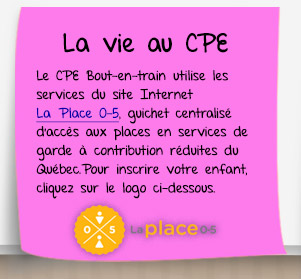 La vie au CPE
Le CPE Bout-en-train utilise les
services du site Internet
La Place 0-5, guichet centralisé
d'accès aux places en services de
garde à contribution réduites du
Québec.Pour inscrire votre enfant,
cliquez sur le logo ci-dessous.
0 5 La place 0-5